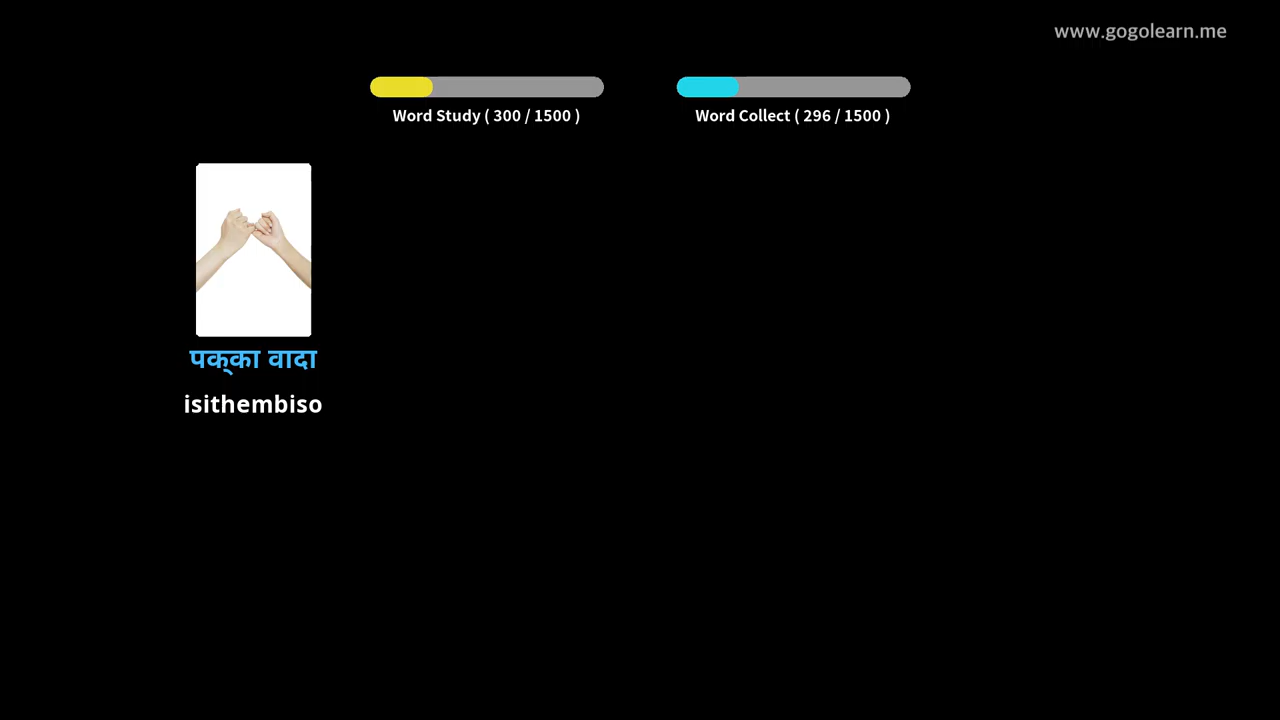 www.gogolearn.me
Word Study ( 300 / 1500 )
Word Collect ( 296 / 1500 )
पक्का वादा
isithembiso